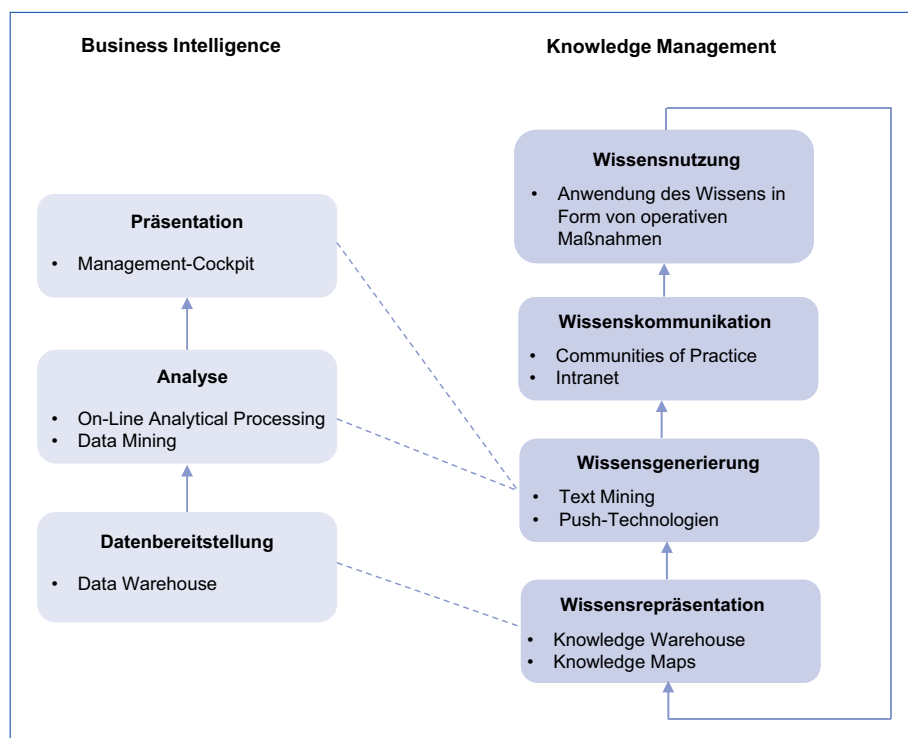 Business Intelligence
Knowledge Management
Präsentation
• Management-Cockpit
Analyse
• On-Line Analytical Processing
• Data Mining
Datenbereitstellung
• Data Warehouse
Wissensnutzung
• Anwendung des Wissens in
Form von operativen
Maßnahmen
Wissenskommunikation
• Communities of Practice
• Intranet
Wissensgenerierung
• Text Mining
• Push-Technologien
Wissensrepräsentation
• Knowledge Warehouse
• Knowledge Maps